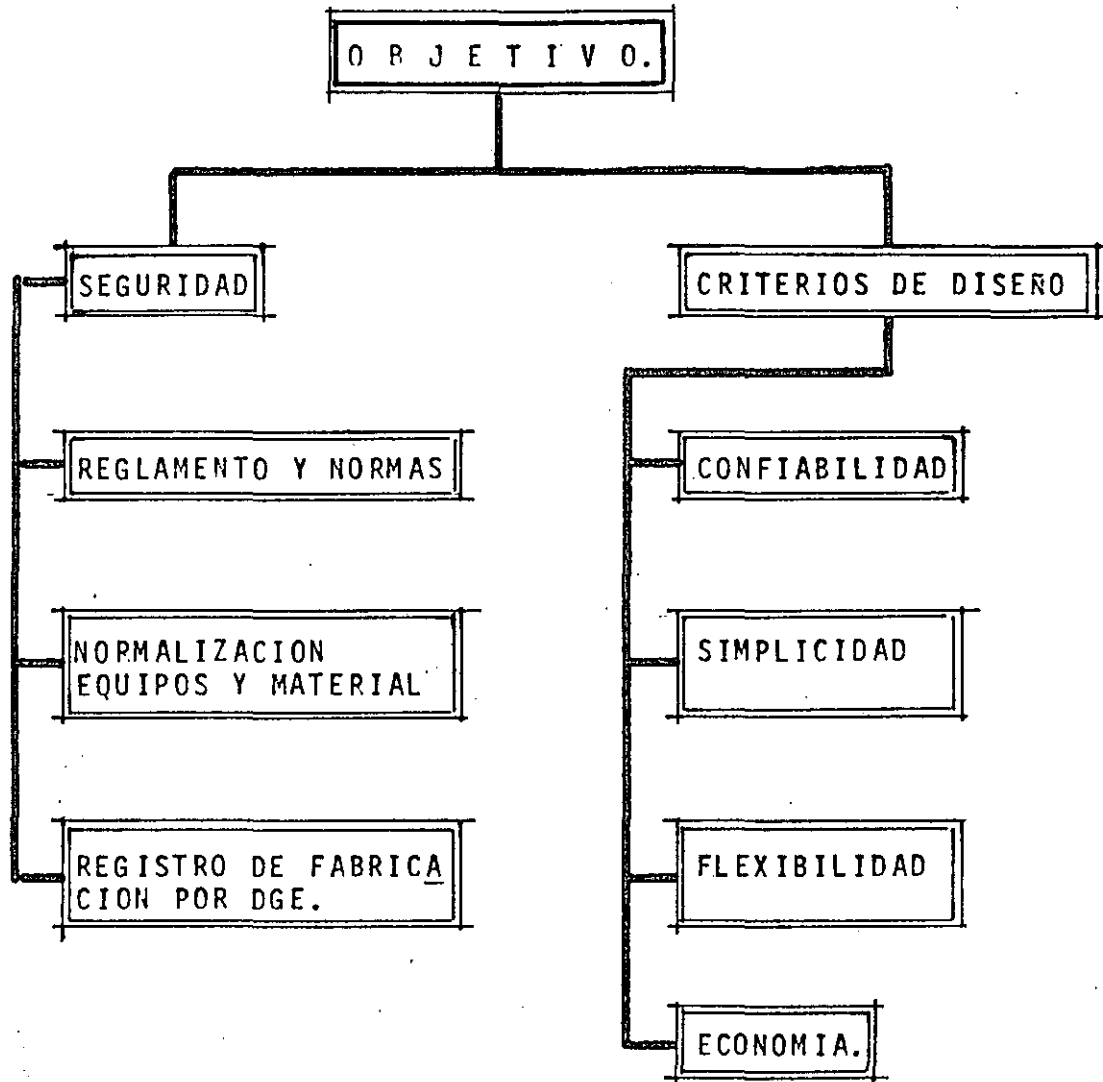 O B J E T I V O.
SEGURIDAD
CRITERIOS DE DISEÑO
REGLAMENTO Y NORMAS
CONFIABILIDAD
NORMALIZACION
EQUIPOS Y MATERIAL
SIMPLICIDAD
REGISTRO DE FABRICA
CION POR DGE.
FLEXIBILIDAD
ECONOMIA.